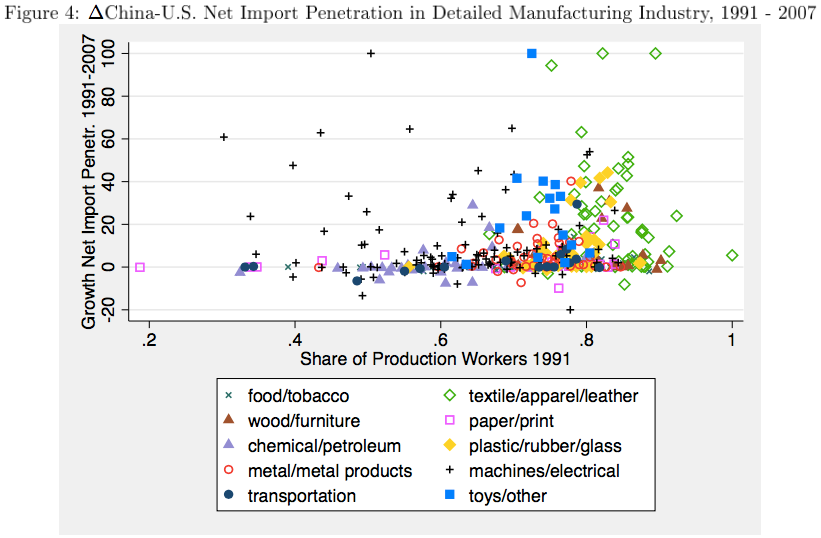 Figure 4: ΔChina-U.S. Net Import Penetration in Detailed Manufacturing Industry, 1991 - 2007
Growth Net Import Penetr. 1991-2007
100
80
60
40
20
0
-20
.2 .4 .6 .8 1
Share of Production Workers 1991
food/tobacco textile/apparel/leather
wood/furniture paper/print
chemical/petroleum plastic/rubber/glass
metal/metal products machines/electrical
transportation toys/other